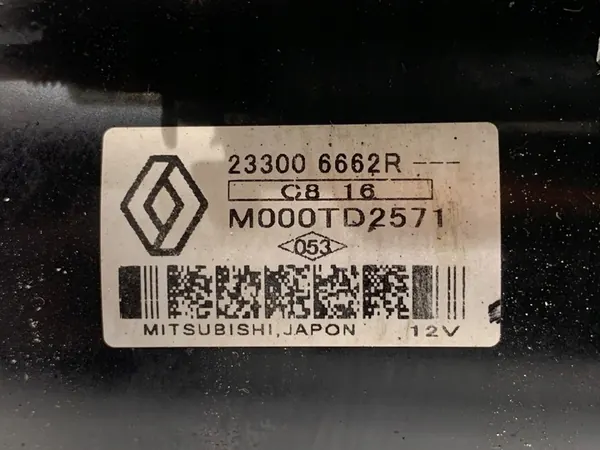 23300 6662R ---
C8 16
M000TD2571
053
MITSUBISHI, JAPON 12V